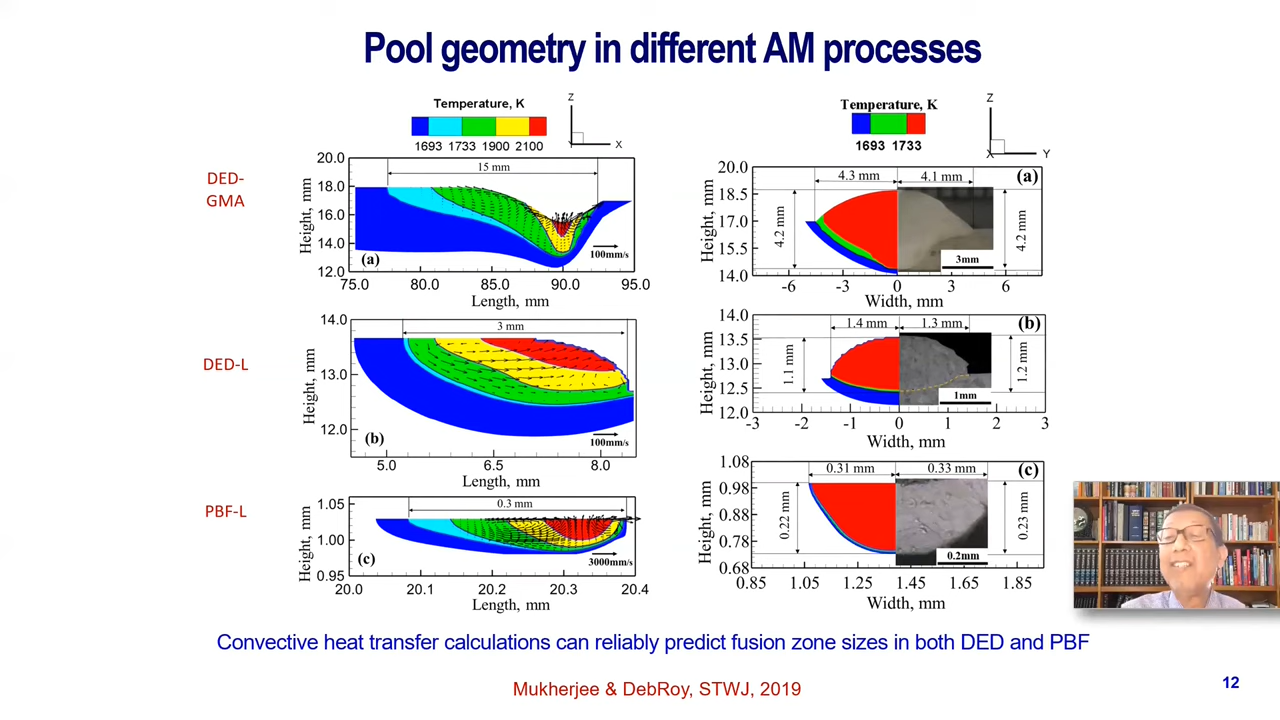 Pool geometry in different AM processes
Temperature, K
1693 1733 1900 2100
Z
X
DED-
GMA
20.0
18.0
16.0
14.0
12.0
Height, mm
15 mm
100mm/s
(a)
75.0 80.0 85.0 90.0 95.0
Length, mm
DED-L
14.0
13.0
12.0
Height, mm
3 mm
100mm/s
(b)
5.0 6.5 8.0
Length, mm
PBF-L
1.05
1.00
0.95
Height, mm
0.3 mm
3000mm/s
(c)
20.0 20.1 20.2 20.3 20.4
Length, mm
Temperature, K
1693 1733
Z
X Y
20.0
18.5
17.0
15.5
14.0
Height, mm
4.3 mm 4.1 mm
(a)
4.2 mm
4.2 mm
3mm
-6 -3 0 3 6
Width, mm
14.0
13.0
12.5
12.0
Height, mm
1.4 mm 1.3 mm
(b)
1.1 mm
1.2 mm
1mm
-3 -2 -1 0 1 2 3
Width, mm
1.08
0.98
0.88
0.78
0.68
Height, mm
0.31 mm 0.33 mm
(c)
0.22 mm
0.23 mm
0.2mm
0.85 1.05 1.25 1.45 1.65 1.85
Width, mm
Convective heat transfer calculations can reliably predict fusion zone sizes in both DED and PBF
Mukherjee & DebRoy, STWJ, 2019
12